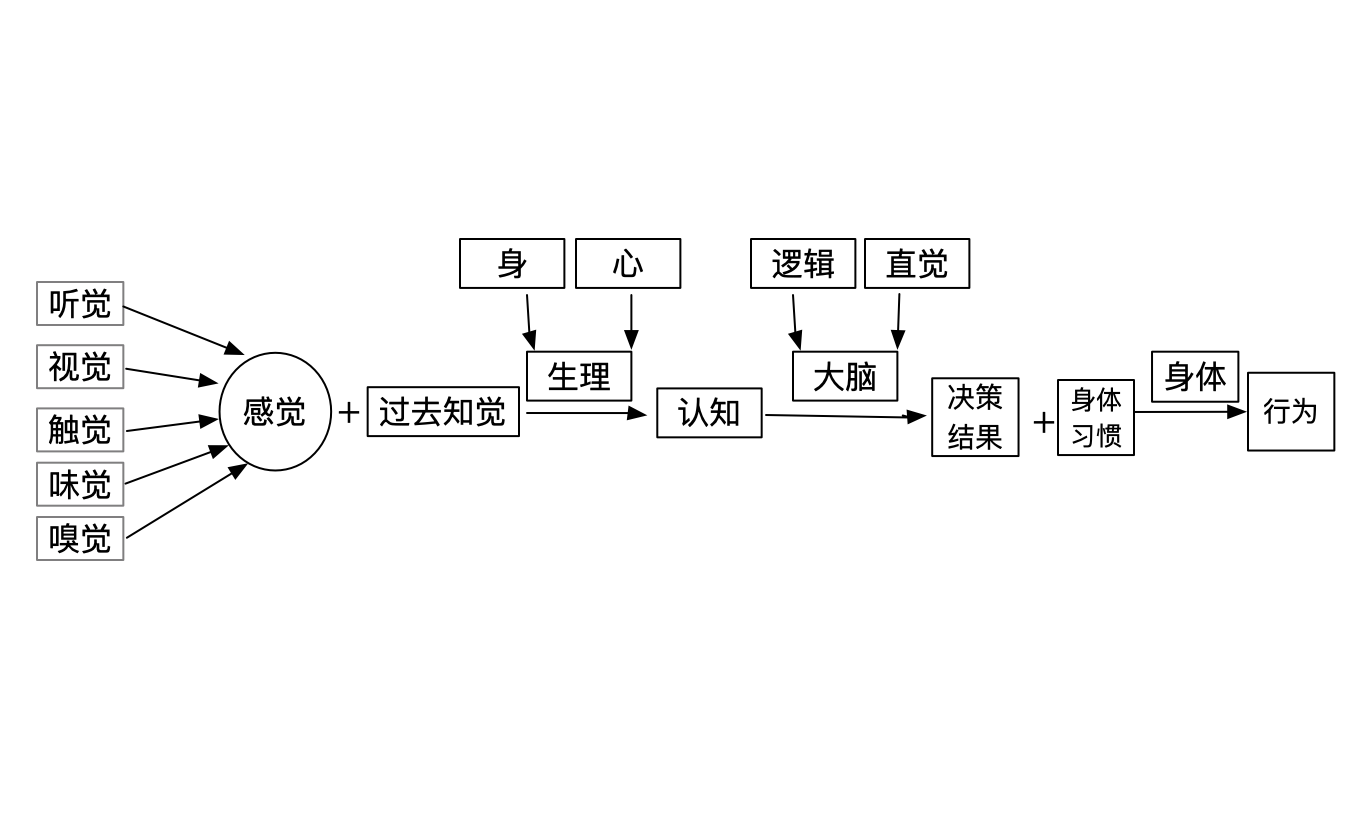 听觉
视觉
触觉
味觉
嗅觉
感觉
+
过去知觉
身
心
生理
认知
逻辑
直觉
大脑
决策
结果
+
身体
习惯
身体
行为